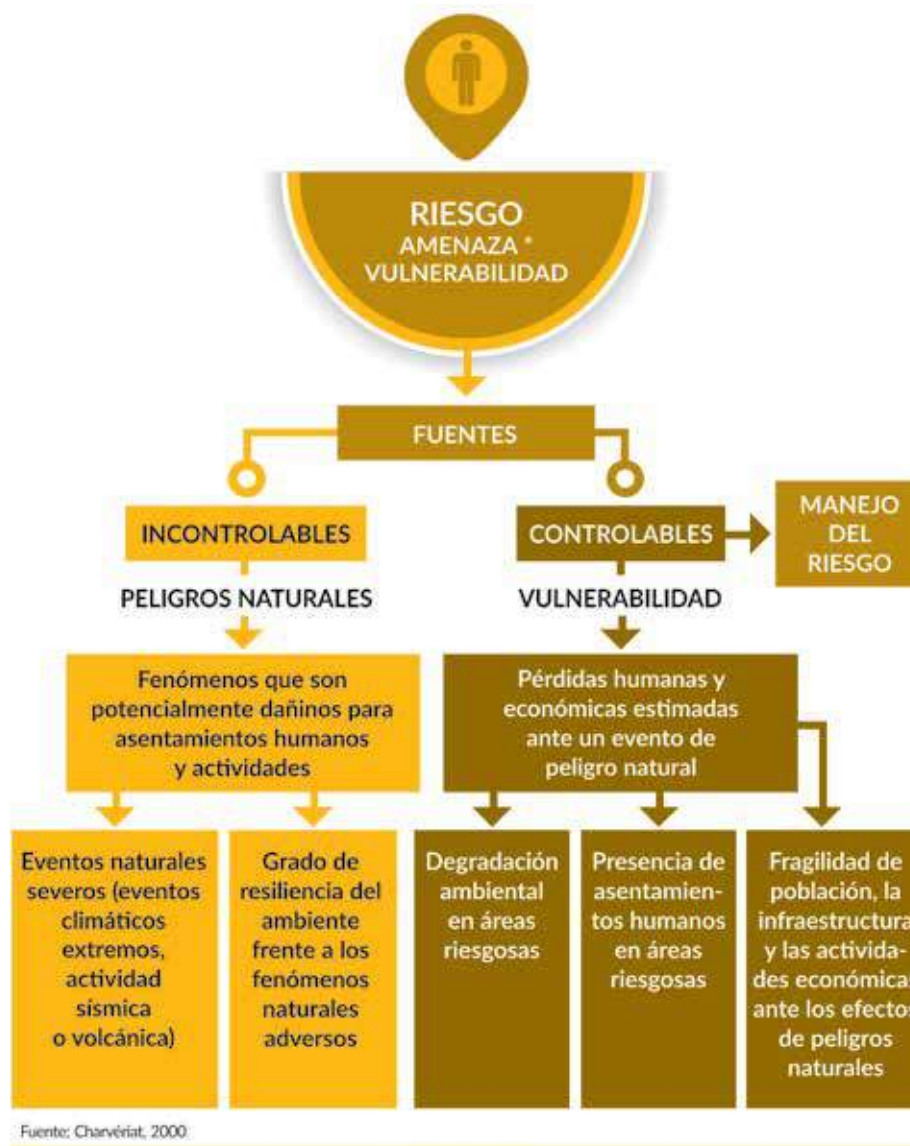 RIESGO
AMENAZA *
VULNERABILIDAD
FUENTES
INCONTROLABLES
CONTROLABLES
MANEJO
DEL
RIESGO
PELIGROS NATURALES
VULNERABILIDAD
Fenómenos que son
potencialmente dañinos para
asentamientos humanos
y actividades
Pérdidas humanas y
económicas estimadas
ante un evento de
peligro natural
Eventos naturales
severos (eventos
climáticos
extremos,
actividad
sísmica
o volcánica)
Grado de
resiliencia del
ambiente
frente a los
fenómenos
naturales
adversos
Degradación
ambiental
en áreas
riesgosas
Presencia de
asentamien-
tos humanos
en áreas
riesgosas
Fragilidad de
población, la
infraestructura
y las activida-
des económicas
ante los efectos
de peligros
naturales
Fuente: Charvériat, 2000